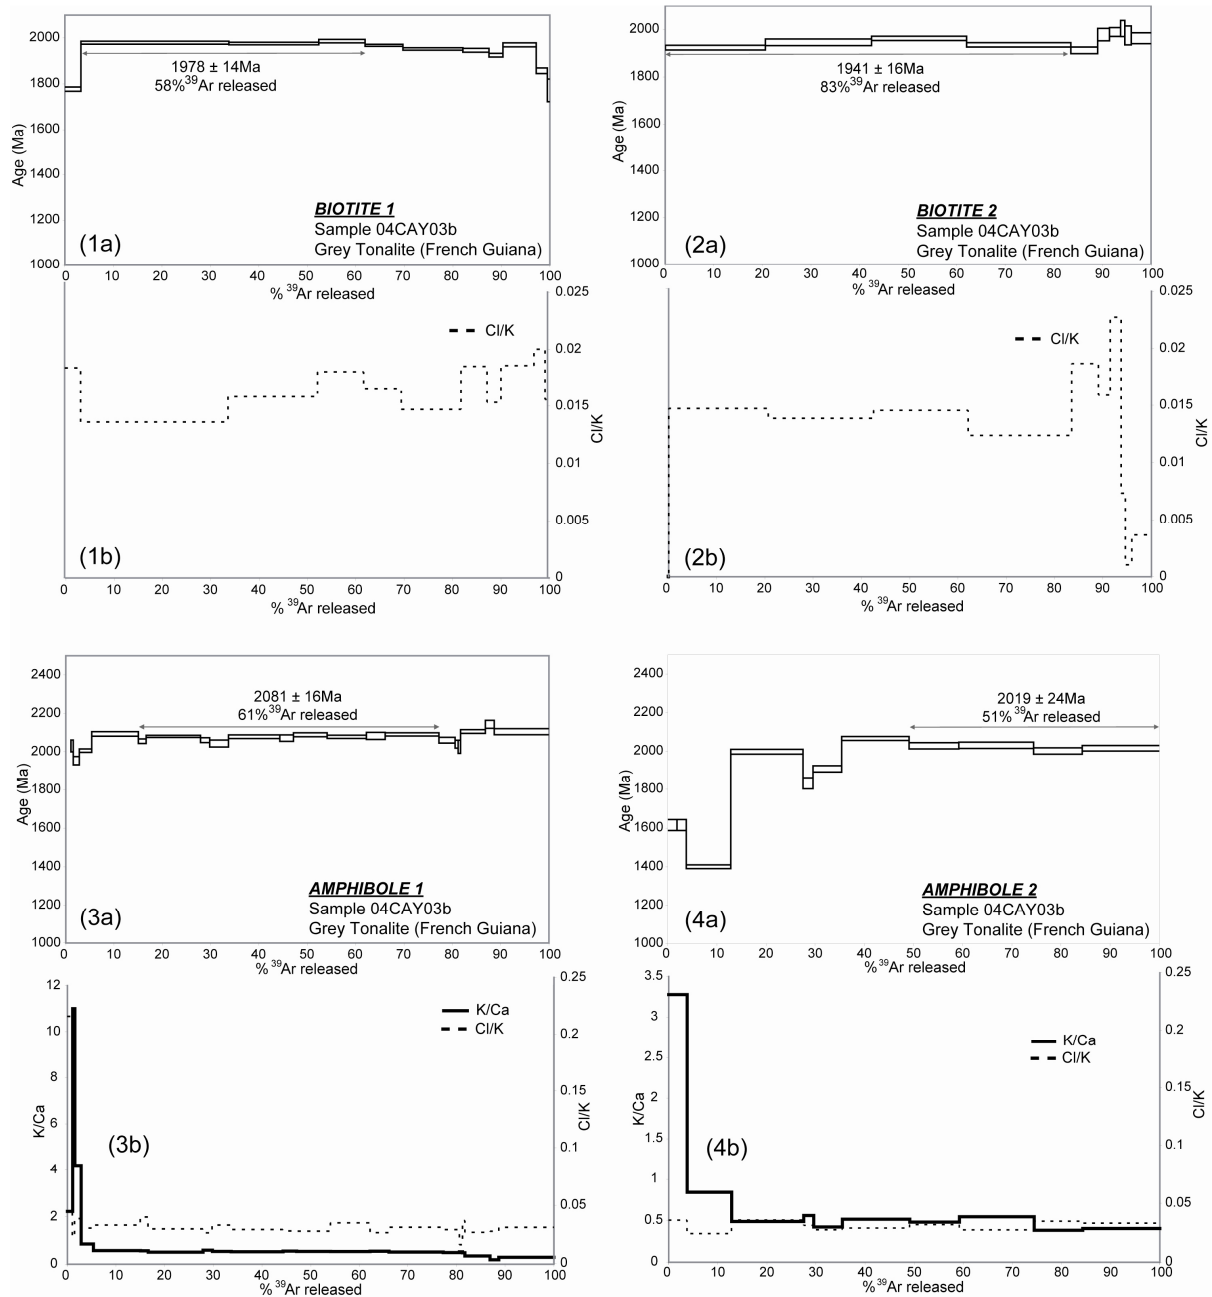 2000
1800
1600
1400
1200
1000
Age (Ma)
1978 ± 14Ma
58%³⁹Ar released
BIOTITE 1
Sample 04CAY03b
Grey Tonalite (French Guiana)
(1a)
0 10 20 30 40 50 60 70 80 90 100
% ³⁹Ar released
2000
1800
1600
1400
1200
1000
Age (Ma)
1941 ± 16Ma
83%³⁹Ar released
BIOTITE 2
Sample 04CAY03b
Grey Tonalite (French Guiana)
(2a)
0 10 20 30 40 50 60 70 80 90 100
% ³⁹Ar released
Cl/K
0.025
0.02
0.015
0.01
0.005
0
Cl/K
(1b)
0 10 20 30 40 50 60 70 80 90 100
% ³⁹Ar released
Cl/K
0.025
0.02
0.015
0.01
0.005
0
Cl/K
(2b)
0 10 20 30 40 50 60 70 80 90 100
% ³⁹Ar released
2400
2200
2000
1800
1600
1400
1200
1000
Age (Ma)
2081 ± 16Ma
61%³⁹Ar released
AMPHIBOLE 1
Sample 04CAY03b
Grey Tonalite (French Guiana)
(3a)
0 10 20 30 40 50 60 70 80 90 100
% ³⁹Ar released
2400
2200
2000
1800
1600
1400
1200
1000
Age (Ma)
2019 ± 24Ma
51% ³⁹Ar released
AMPHIBOLE 2
Sample 04CAY03b
Grey Tonalite (French Guiana)
(4a)
0 10 20 30 40 50 60 70 80 90 100
% ³⁹Ar released
12
10
8
6
4
2
0
K/Ca
K/Ca
Cl/K
0.25
0.2
0.15
0.1
0.05
0
Cl/K
(3b)
0 10 20 30 40 50 60 70 80 90 100
% ³⁹Ar released
3.5
3
2.5
2
1.5
1
0.5
0
K/Ca
K/Ca
Cl/K
0.25
0.2
0.15
0.1
0.05
0
Cl/K
(4b)
0 10 20 30 40 50 60 70 80 90 100
% ³⁹Ar released